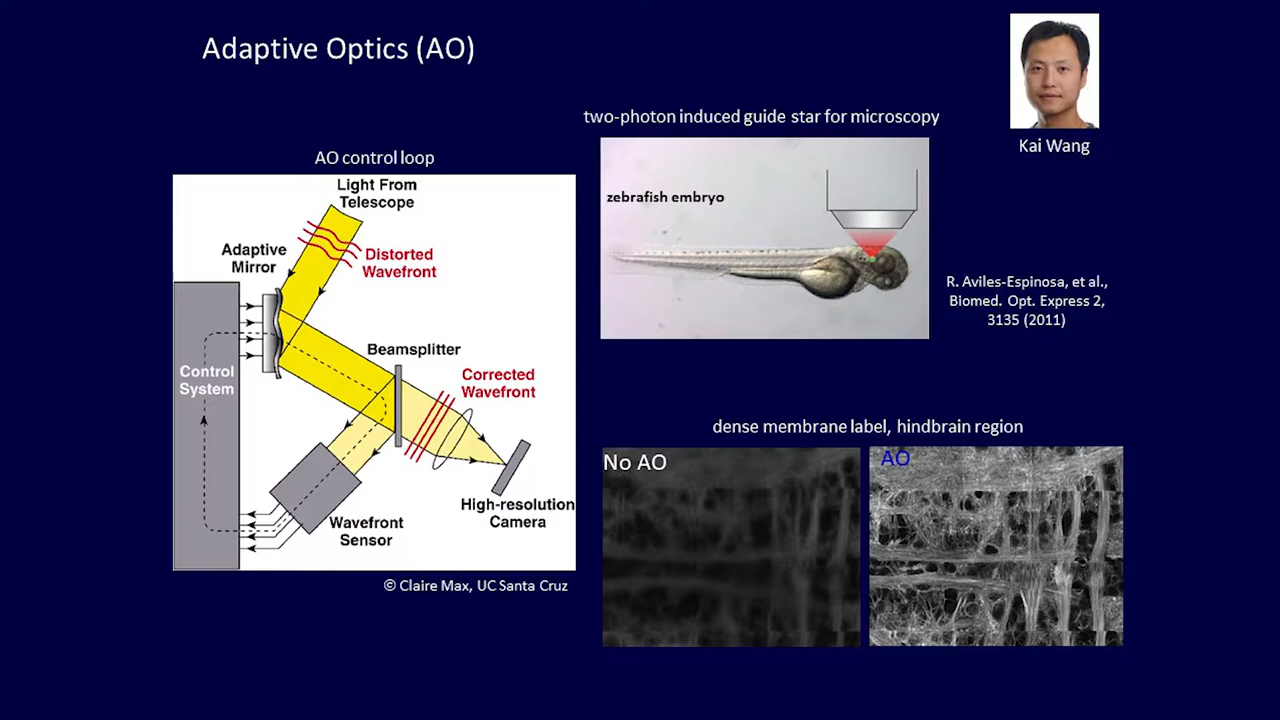 Adaptive Optics (AO)
two-photon induced guide star for microscopy
Kai Wang
AO control loop
Light From
Telescope
Adaptive
Mirror
Distorted
Wavefront
Control
System
Beamsplitter
Corrected
Wavefront
High-resolution
Camera
Wavefront
Sensor
© Claire Max, UC Santa Cruz
zebrafish embryo
R. Aviles-Espinosa, et al.,
Biomed. Opt. Express 2,
3135 (2011)
dense membrane label, hindbrain region
No AO
AO